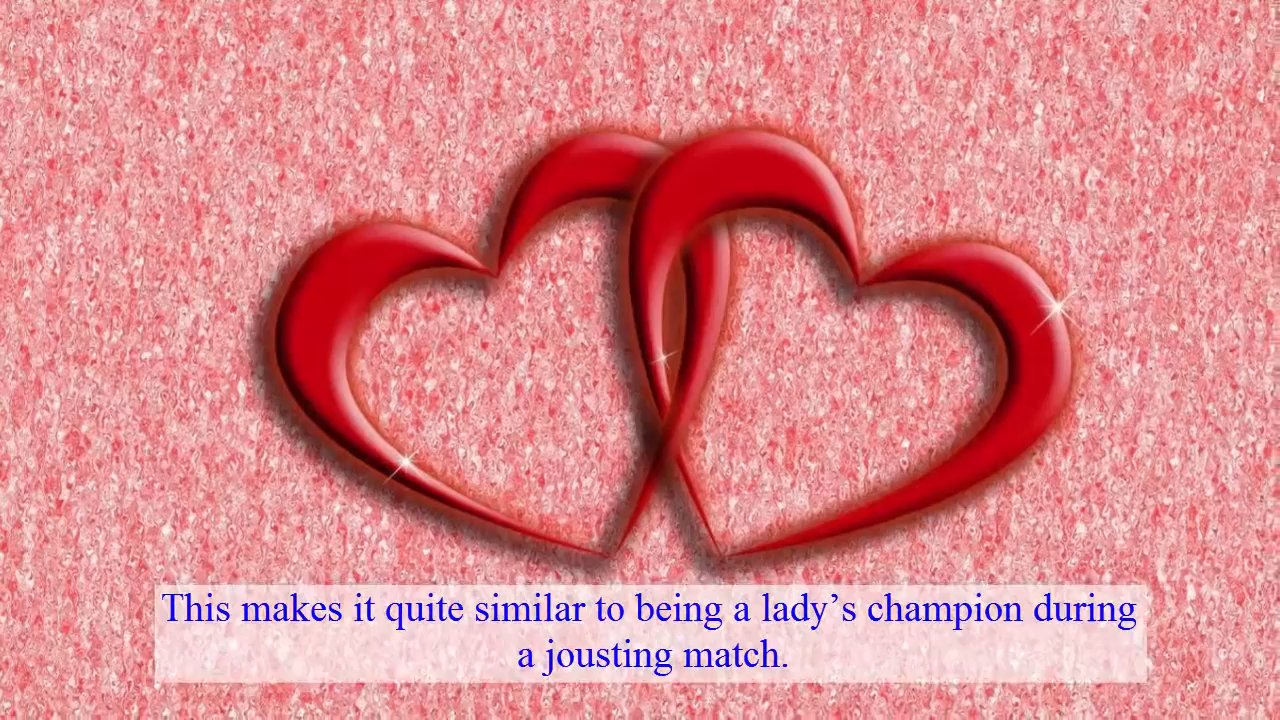 This makes it quite similar to being a lady’s champion during
a jousting match.